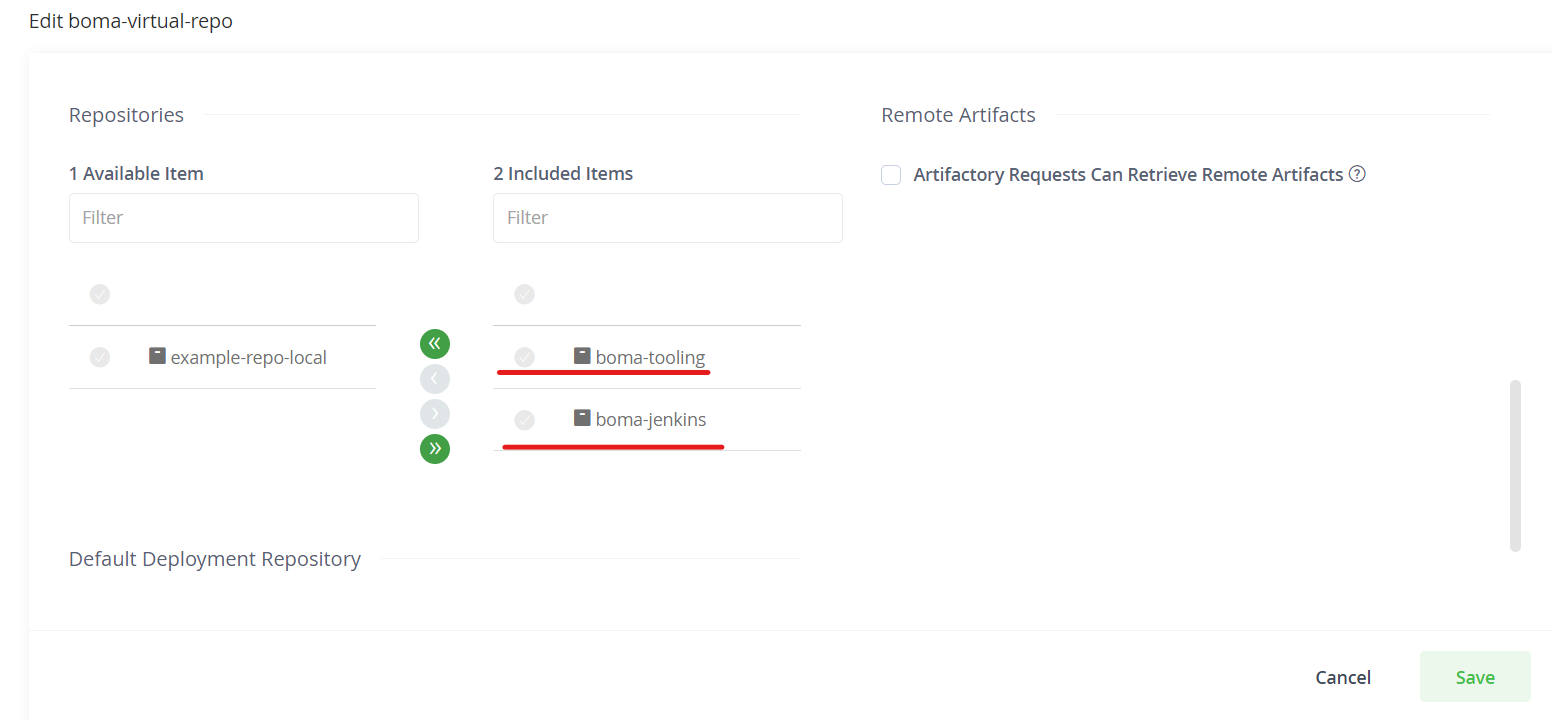 Edit boma-virtual-repo
Repositories
Remote Artifacts
1 Available Item
2 Included Items
Artifactory Requests Can Retrieve Remote Artifacts ?
Filter
Filter
example-repo-local
boma-tooling
boma-jenkins
Default Deployment Repository
Cancel
Save